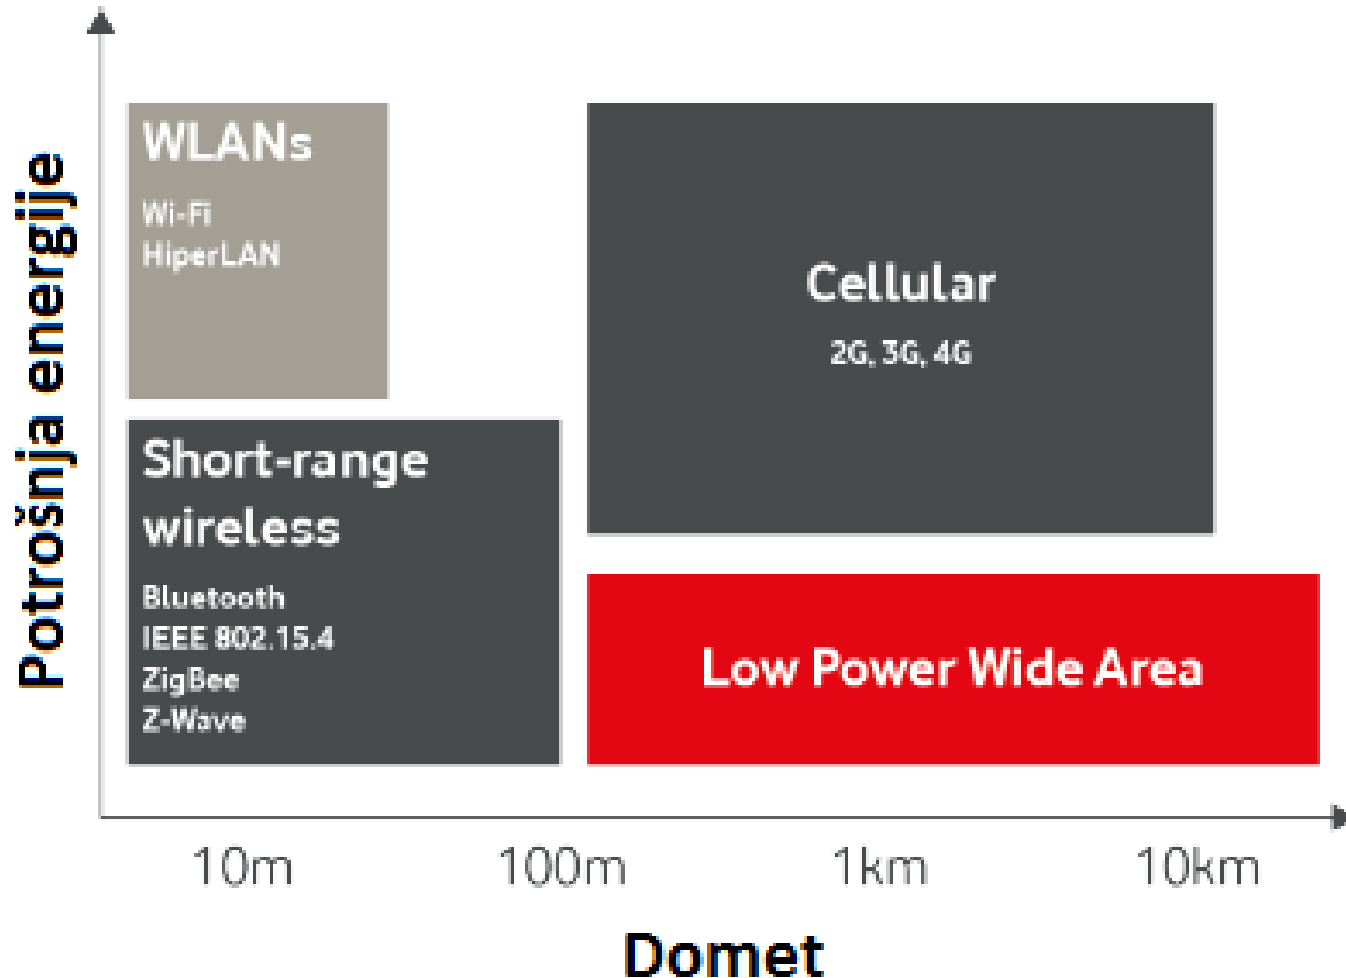 Potrošnja energije
WLANs
Wi-Fi
HiperLAN
Cellular
2G, 3G, 4G
Short-range
wireless
Bluetooth
IEEE 802.15.4
ZigBee
Z-Wave
Low Power Wide Area
10m
100m
1km
10km
Domet